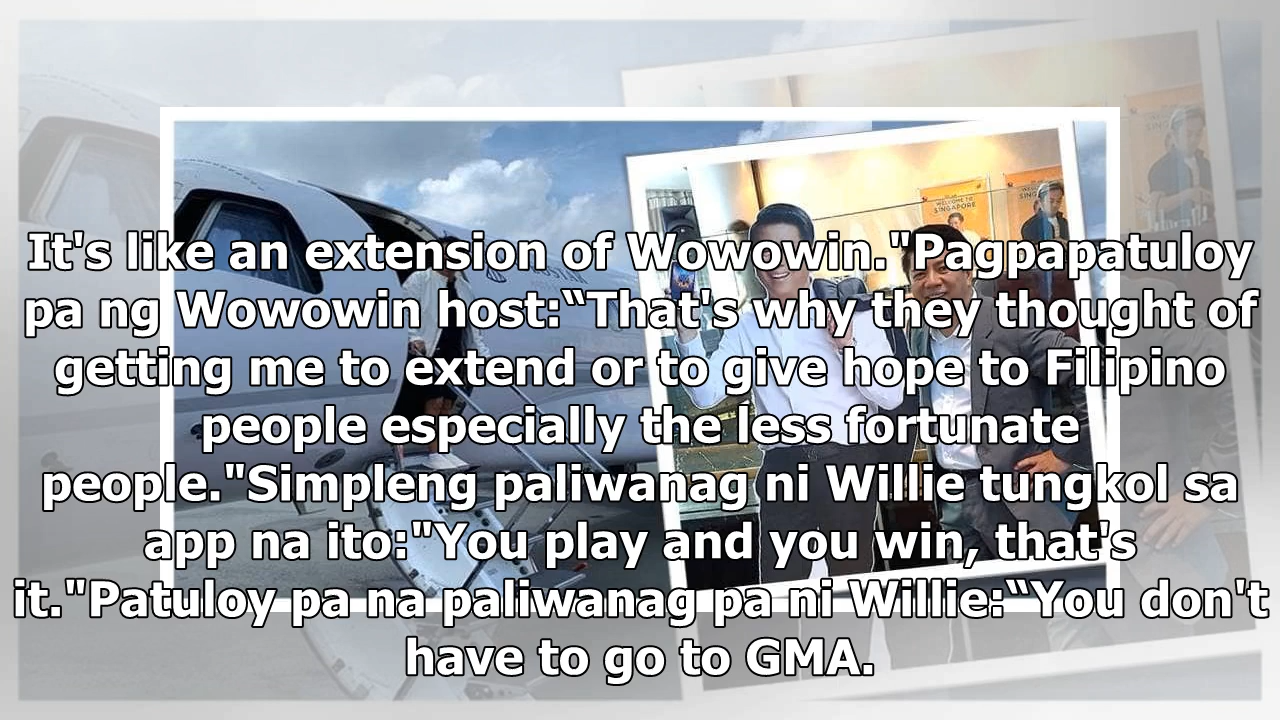 WELCOME TO
SINGAPORE
It's like an extension of Wowowin."Pagpapatuloy
pa ng Wowowin host:“That's why they thought of
getting me to extend or to give hope to Filipino
people especially the less fortunate
people."Simpleng paliwanag ni Willie tungkol sa
app na ito:"You play and you win, that's
it."Patuloy pa na paliwanag pa ni Willie:“You don't
have to go to GMA.